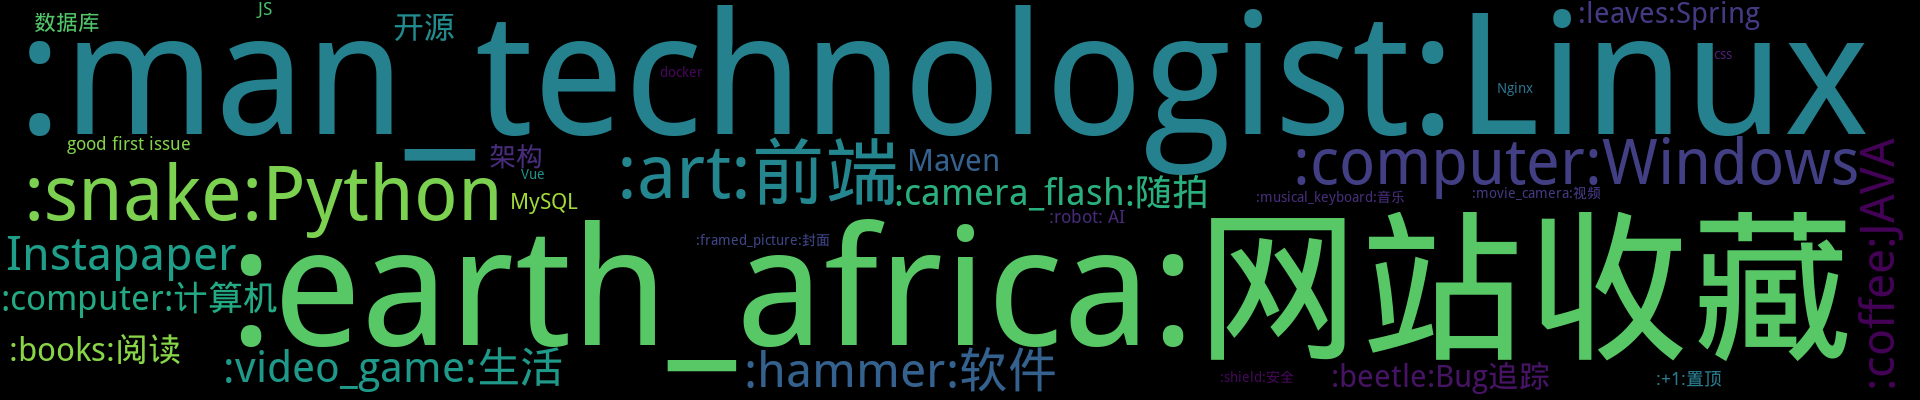 数据库
JS
开源
:leaves:Spring
:man_technologist:Linux
docker
css
Nginx
good first issue
架构
Vue
:art:前端
Maven
:computer:Windows
:snake:Python
MySQL
:camera_flash:随拍
:musical_keyboard:音乐
:movie_camera:视频
:robot: AI
:coffee:JAVA
Instapaper
:framed_picture:封面
:earth_africa:网站收藏
:computer:计算机
:books:阅读
:video_game:生活
:hammer:软件
:shield:安全
:beetle:Bug追踪
:+1:置顶